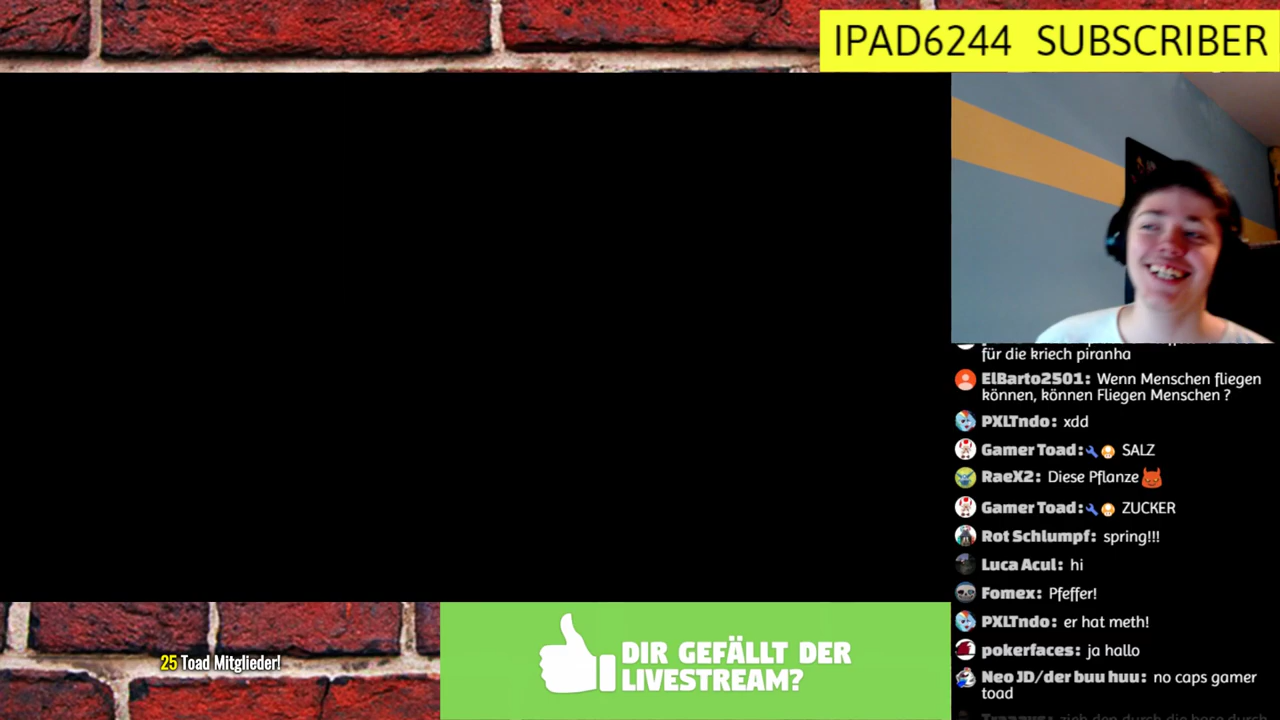 IPAD6244 SUBSCRIBER
für die kriech piranha
ElBarto2501: Wenn Menschen fliegen
können, können Fliegen Menschen ?
PXLTndo: xdd
Gamer Toad: SALZ
RaeX2: Diese Pflanze
Gamer Toad: ZUCKER
Rot Schlumpf: spring!!!
Luca Acul: hi
Fomex: Pfeffer!
PXLTndo: er hat meth!
pokerfaces: ja hallo
Neo JD/der buu huu: no caps gamer
toad
25 Toad Mitglieder!
DIR GEFÄLLT DER
LIVESTREAM?